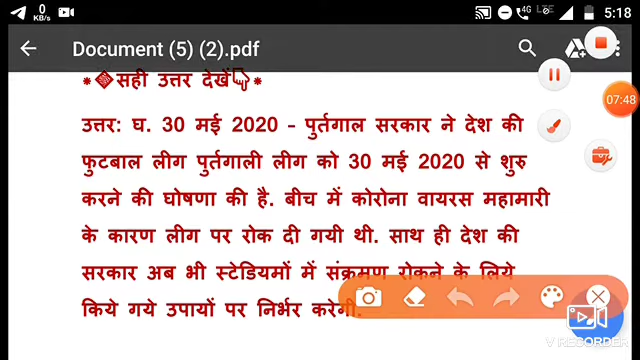 0 KB/s 4G LTE 5:18
Document (5) (2).pdf
*सही उत्तर देखें*
07:48
उत्तर: घ. 30 मई 2020 – पुर्तगाल सरकार ने देश की
फुटबाल लीग पुर्तगाली लीग को 30 मई 2020 से शुरु
करने की घोषणा की है. बीच में कोरोना वायरस महामारी
के कारण लीग पर रोक दी गयी थी. साथ ही देश की
सरकार अब भी स्टेडियमों में संक्रमण रोकने के लिये
किये गये उपायों पर निर्भर करेगी.
V RECORDER